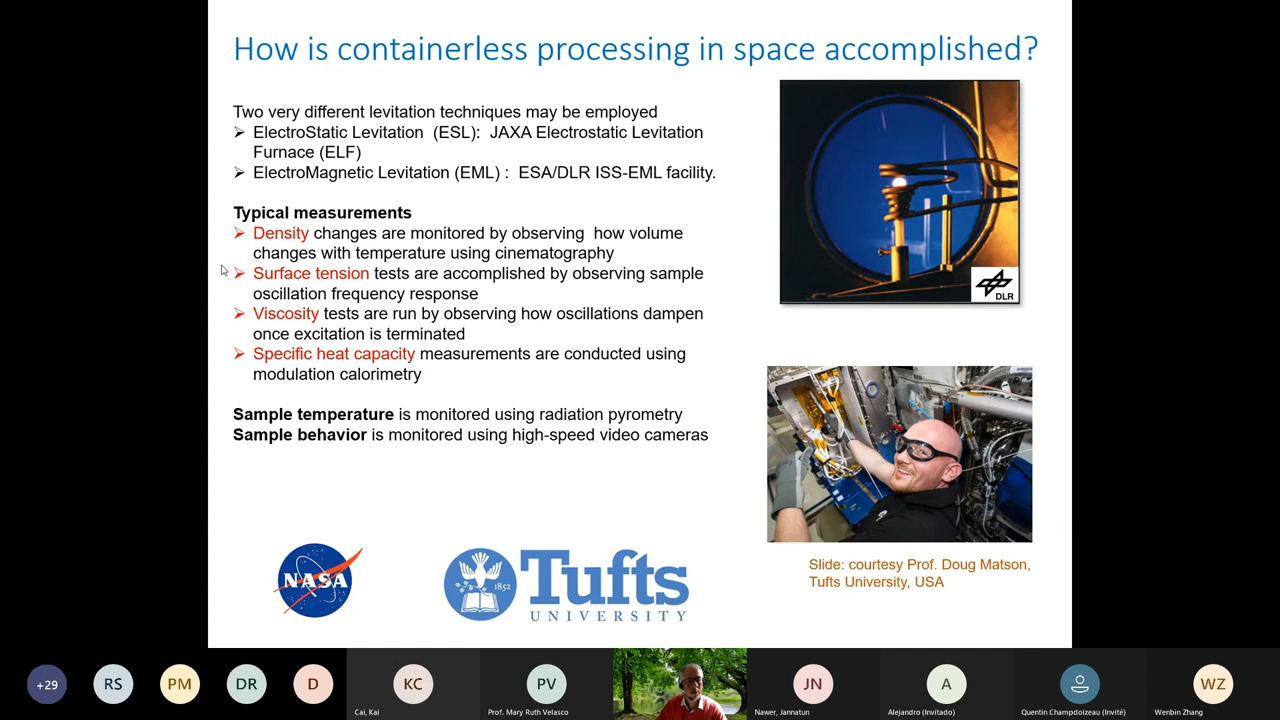 How is containerless processing in space accomplished?
Two very different levitation techniques may be employed
➢ ElectroStatic Levitation (ESL): JAXA Electrostatic Levitation
Furnace (ELF)
➢ ElectroMagnetic Levitation (EML) : ESA/DLR ISS-EML facility.
Typical measurements
➢ Density changes are monitored by observing how volume
changes with temperature using cinematography
➢ Surface tension tests are accomplished by observing sample
oscillation frequency response
➢ Viscosity tests are run by observing how oscillations dampen
once excitation is terminated
➢ Specific heat capacity measurements are conducted using
modulation calorimetry
Sample temperature is monitored using radiation pyrometry
Sample behavior is monitored using high-speed video cameras
DLR
Slide: courtesy Prof. Doug Matson,
Tufts University, USA
NASA
1852
Tufts
UNIVERSITY
+29
RS
PM
DR
D
KC
Cai, Kai
PV
Prof. Mary Ruth Velasco
JN
Nawer, Jannatun
A
Alejandro (Invitado)
Quentin Champdoizeau (Invité)
WZ
Wenbin Zhang